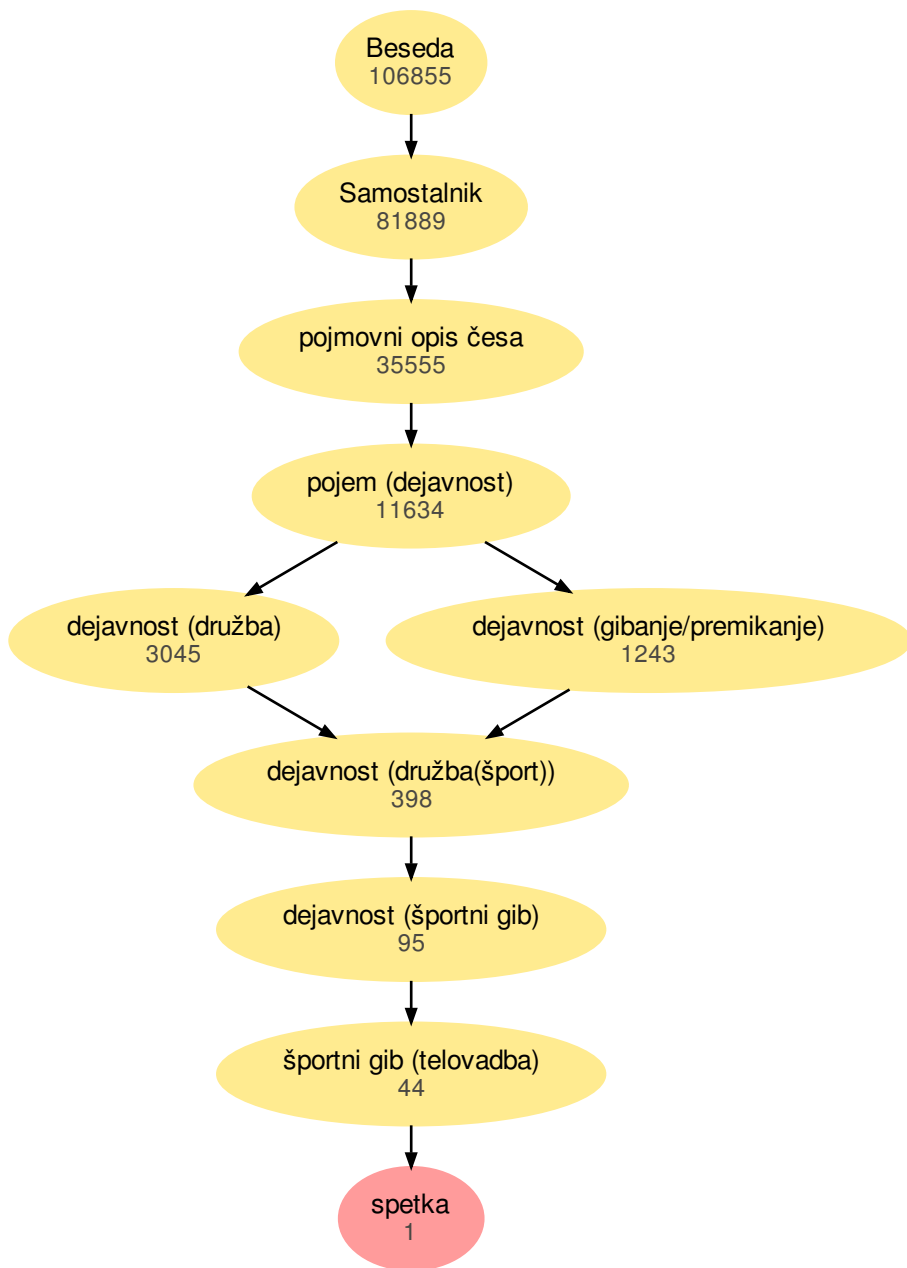 Beseda
106855
Samostalnik
81889
pojmovni opis česa
35555
pojem (dejavnost)
11634
dejavnost (družba)
3045
dejavnost (gibanje/premikanje)
1243
dejavnost (družba(šport))
398
dejavnost (športni gib)
95
športni gib (telovadba)
44
spetka
1